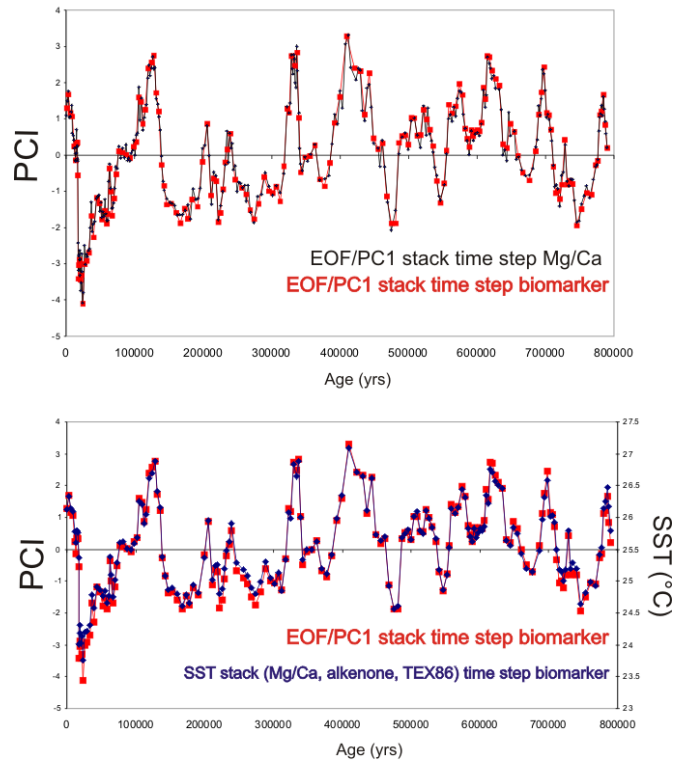 4
3
2
1
0
-1
-2
-3
-4
-5
PCI
EOF/PC1 stack time step Mg/Ca
EOF/PC1 stack time step biomarker
0 100000 200000 300000 400000 500000 600000 700000 800000
Age (yrs)
4
3
2
1
0
-1
-2
-3
-4
-5
PCI
27.5
27
26.5
26
25.5
25
24.5
24
23.5
23
SST (°C)
EOF/PC1 stack time step biomarker
SST stack (Mg/Ca, alkenone, TEX86) time step biomarker
0 100000 200000 300000 400000 500000 600000 700000 800000
Age (yrs)